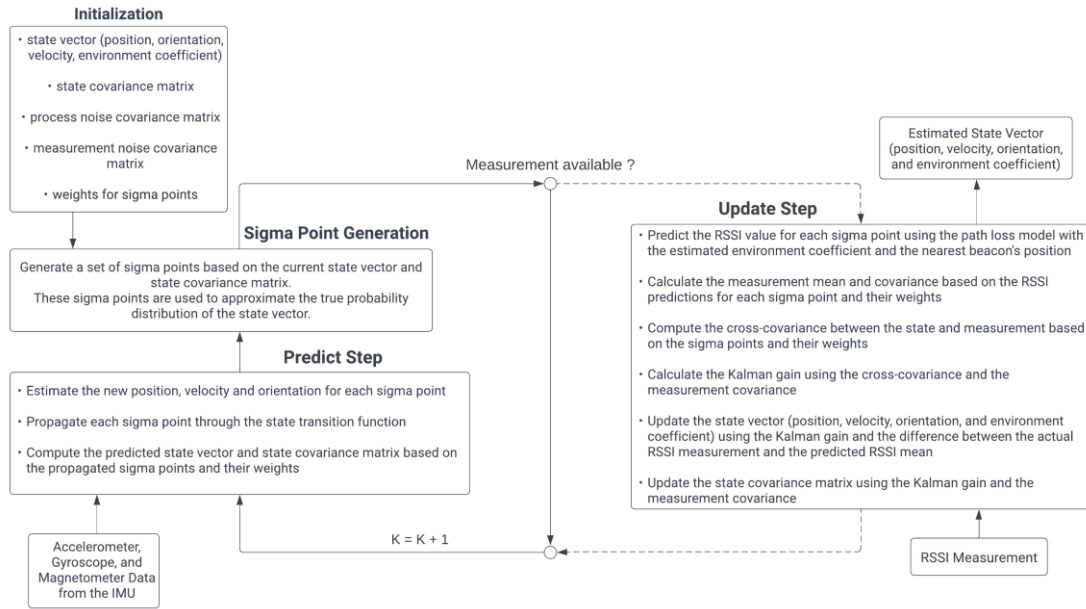 Initialization
• state vector (position, orientation,
velocity, environment coefficient)
• state covariance matrix
• process noise covariance matrix
• measurement noise covariance
matrix
• weights for sigma points
Sigma Point Generation
Generate a set of sigma points based on the current state vector and
state covariance matrix.
These sigma points are used to approximate the true probability
distribution of the state vector.
Predict Step
• Estimate the new position, velocity and orientation for each sigma point
• Propagate each sigma point through the state transition function
• Compute the predicted state vector and state covariance matrix based on
the propagated sigma points and their weights
Accelerometer,
Gyroscope, and
Magnetometer Data
from the IMU
K = K + 1
Measurement available ?
Estimated State Vector
(position, velocity, orientation,
and environment coefficient)
Update Step
• Predict the RSSI value for each sigma point using the path loss model with
the estimated environment coefficient and the nearest beacon's position
• Calculate the measurement mean and covariance based on the RSSI
predictions for each sigma point and their weights
• Compute the cross-covariance between the state and measurement based
on the sigma points and their weights
• Calculate the Kalman gain using the cross-covariance and the
measurement covariance
• Update the state vector (position, velocity, orientation, and environment
coefficient) using the Kalman gain and the difference between the actual
RSSI measurement and the predicted RSSI mean
• Update the state covariance matrix using the Kalman gain and the
measurement covariance
RSSI Measurement